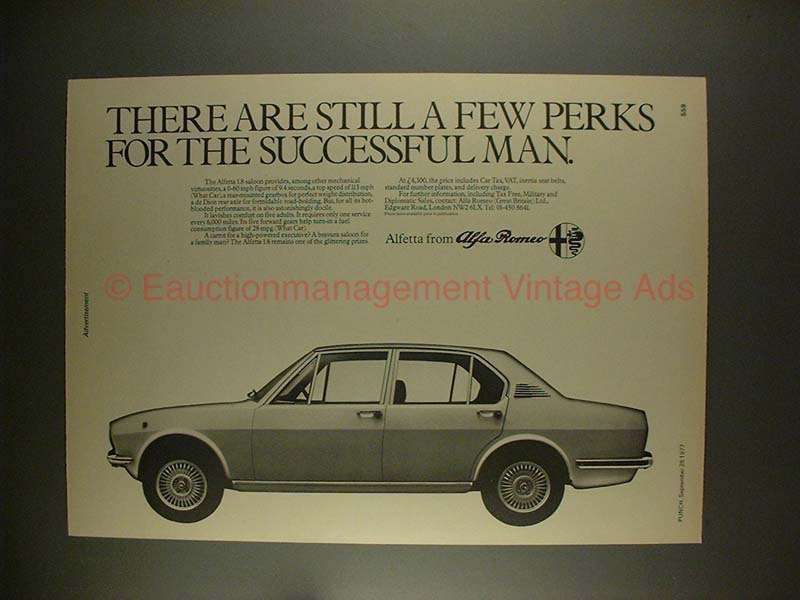 THERE ARE STILL A FEW PERKS
FOR THE SUCCESSFUL MAN.
The Alfetta 1.8 saloon provides, among other mechanical
virtuosities, a 0-60 mph figure of 9.4 seconds, a top speed of 113 mph
(What Car), a rear-mounted gearbox for perfect weight distribution,
a de Dion rear axle for formidable road-holding. But, for all its hot-
blooded performance, it is also astonishingly docile.
It lavishes comfort on five adults. It requires only one service
every 6,000 miles. Its five forward gears help turn-in a fuel
consumption figure of 28 mpg. (What Car)
A carrot for a high-powered executive? A bravura saloon for
a family man? The Alfetta 1.8 remains one of the glittering prizes.
At £4,300, the price includes Car Tax, VAT, inertia seat belts,
standard number plates, and delivery charge.
For further information, including Tax Free, Military and
Diplomatic Sales, contact: Alfa Romeo (Great Britain) Ltd.,
Edgware Road, London NW2 6LX. Tel: 01-450 8641.
Alfetta from Alfa Romeo
559
Advertisement
© Eauctionmanagement Vintage Ads
PUNCH, September 28, 1977